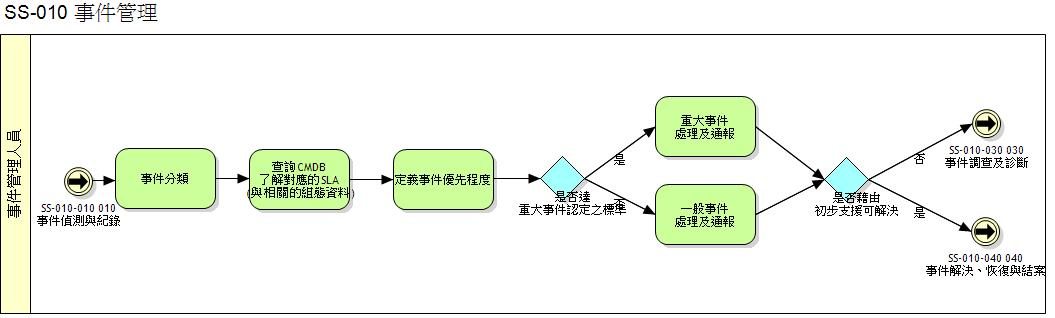 SS-010 事件管理
事件管理人員
SS-010-010 010
事件偵測與紀錄
事件分類
查詢CMDB
了解對應的SLA
(與相關的組態資料)
定義事件優先程度
是否達
重大事件認定之標準
是
否
重大事件
處理及通報
一般事件
處理及通報
是否藉由
初步支援可解決
否
是
SS-010-030 030
事件調查及診斷
SS-010-040 040
事件解決、恢復與結案